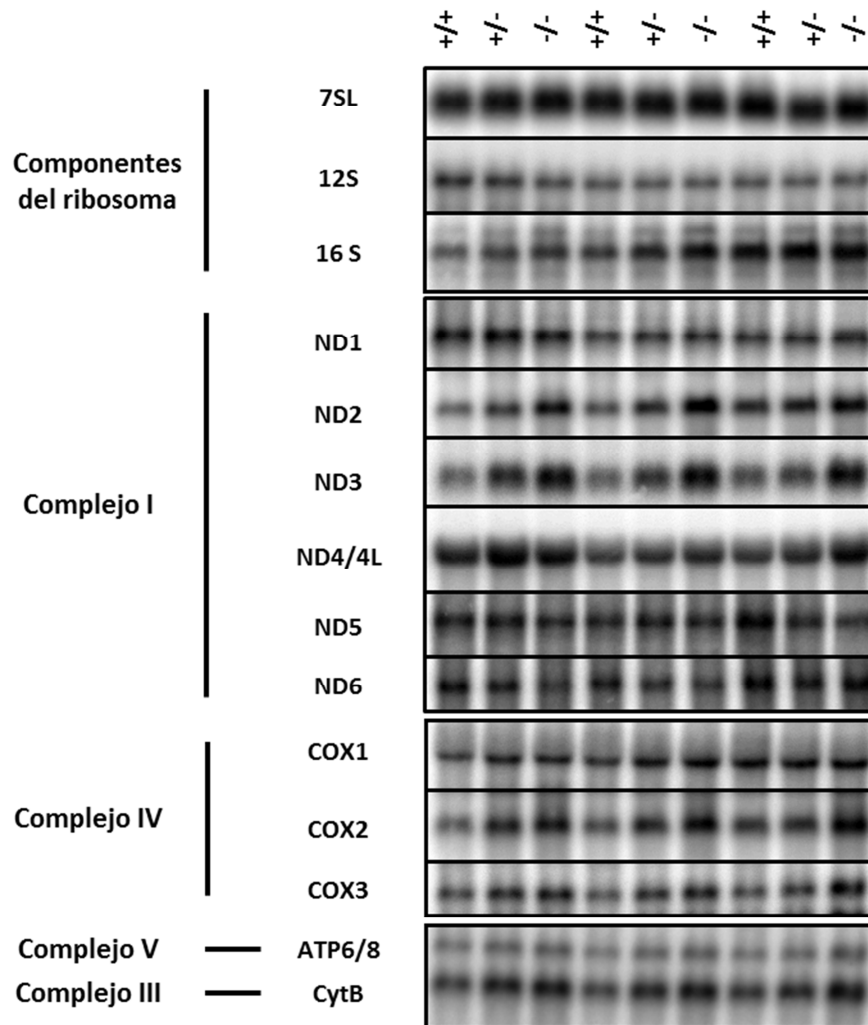 +/+ +/- -/- +/+ +/- -/- +/+ +/- -/-
7SL
Componentes
del ribosoma
12S
16 S
ND1
ND2
ND3
Complejo I
ND4/4L
ND5
ND6
COX1
Complejo IV
COX2
COX3
Complejo V
ATP6/8
Complejo III
CytB